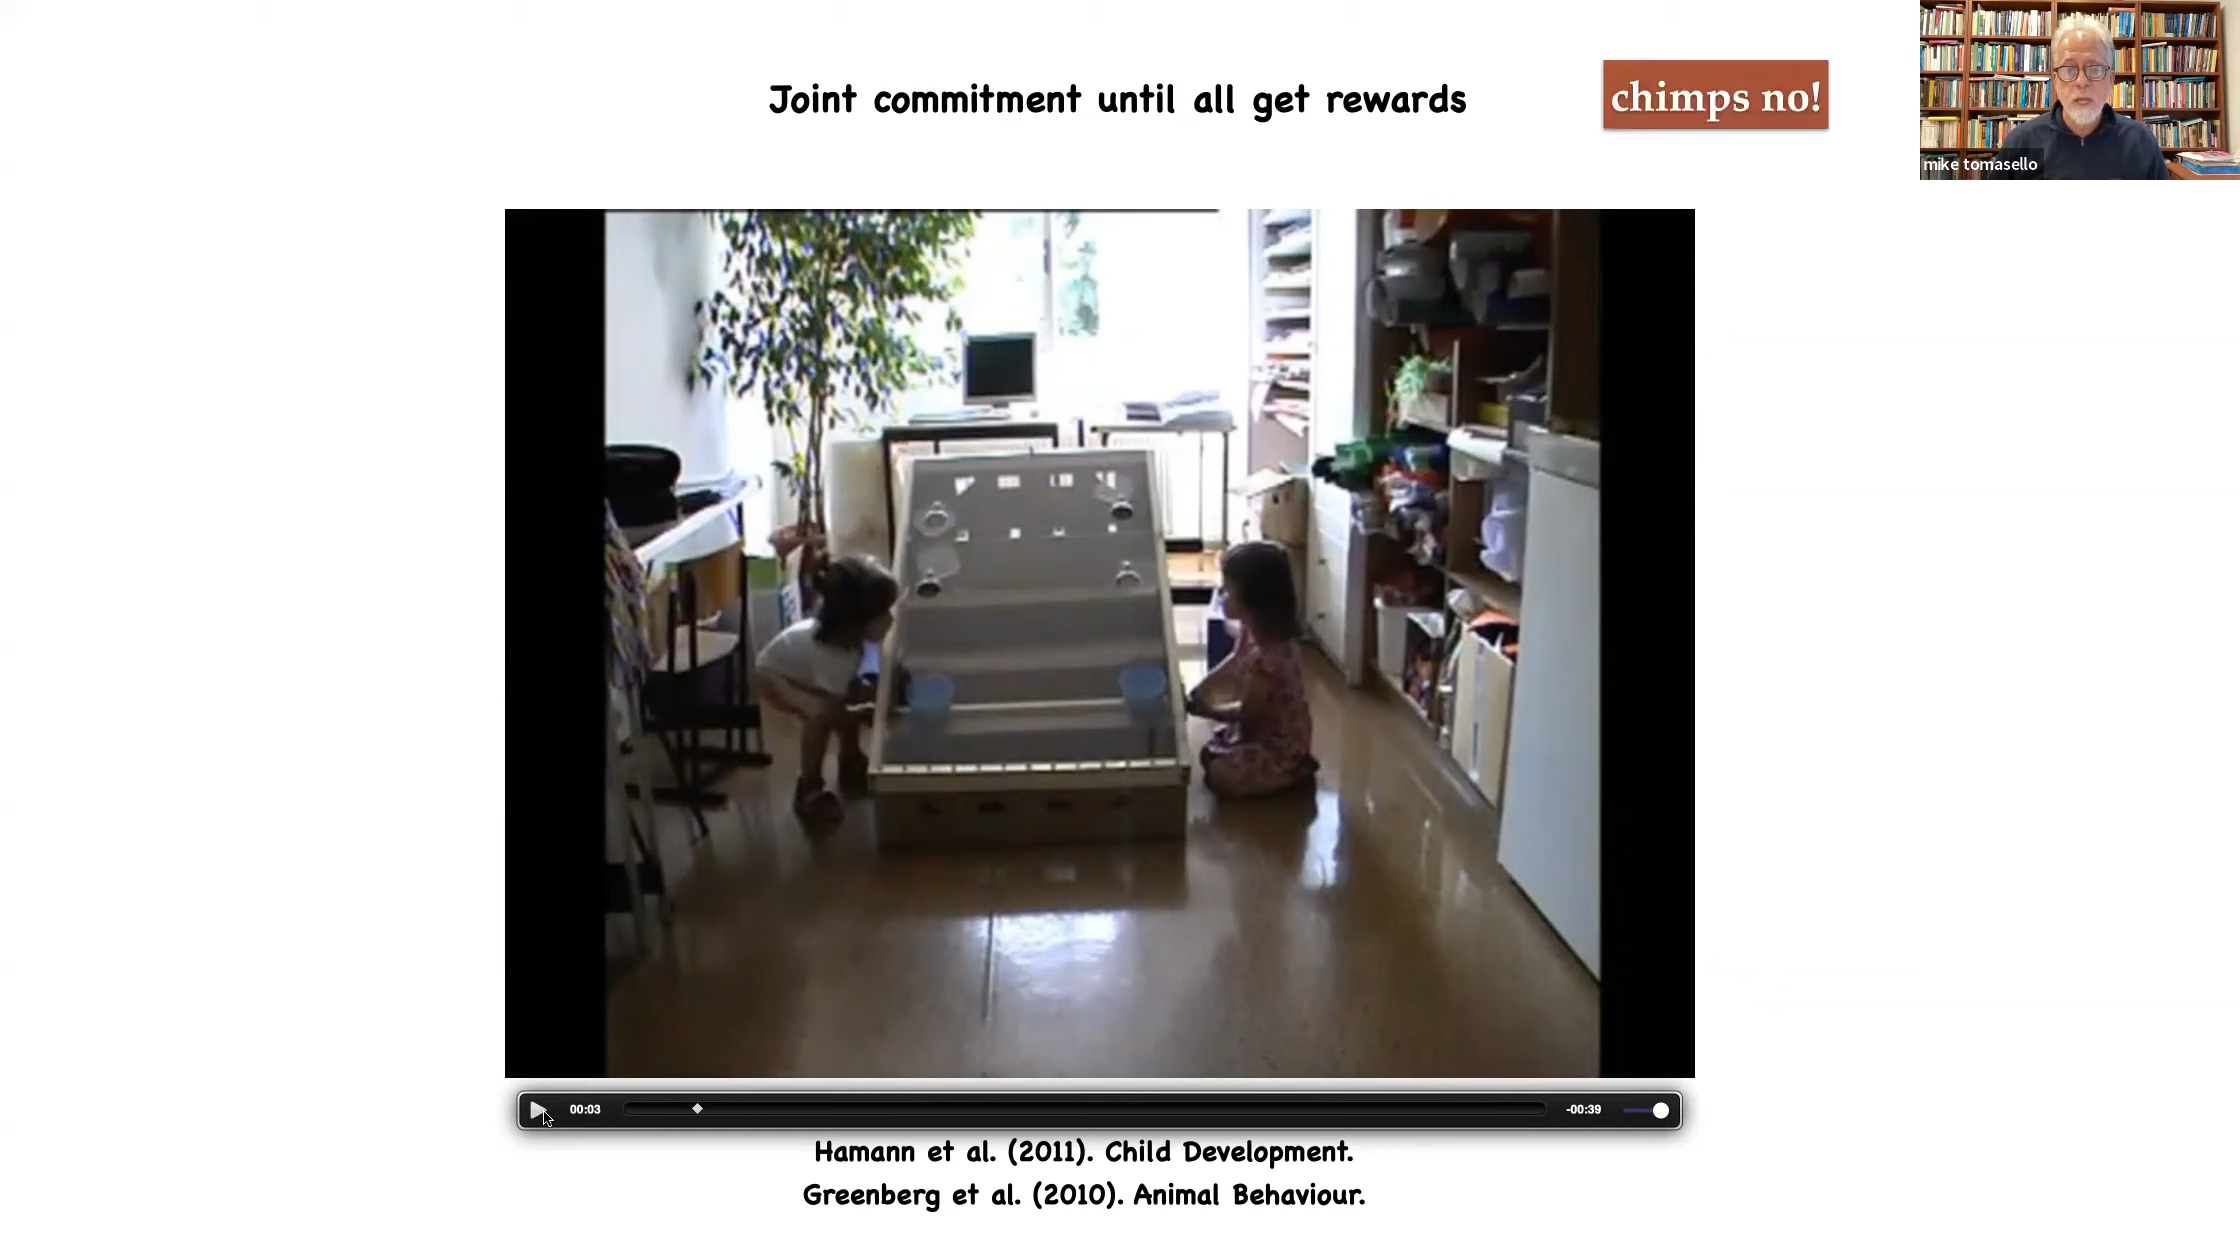 Joint commitment until all get rewards
chimps no!
mike tomasello
00:03
-00:39
Hamann et al. (2011). Child Development.
Greenberg et al. (2010). Animal Behaviour.